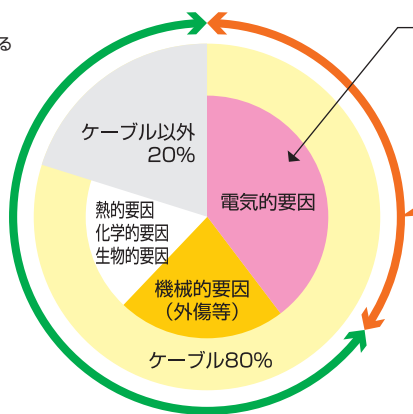 る
ケーブル以外
20%
電気的要因
熱的要因
化学的要因
生物的要因
機械的要因
（外傷等）
ケーブル80%